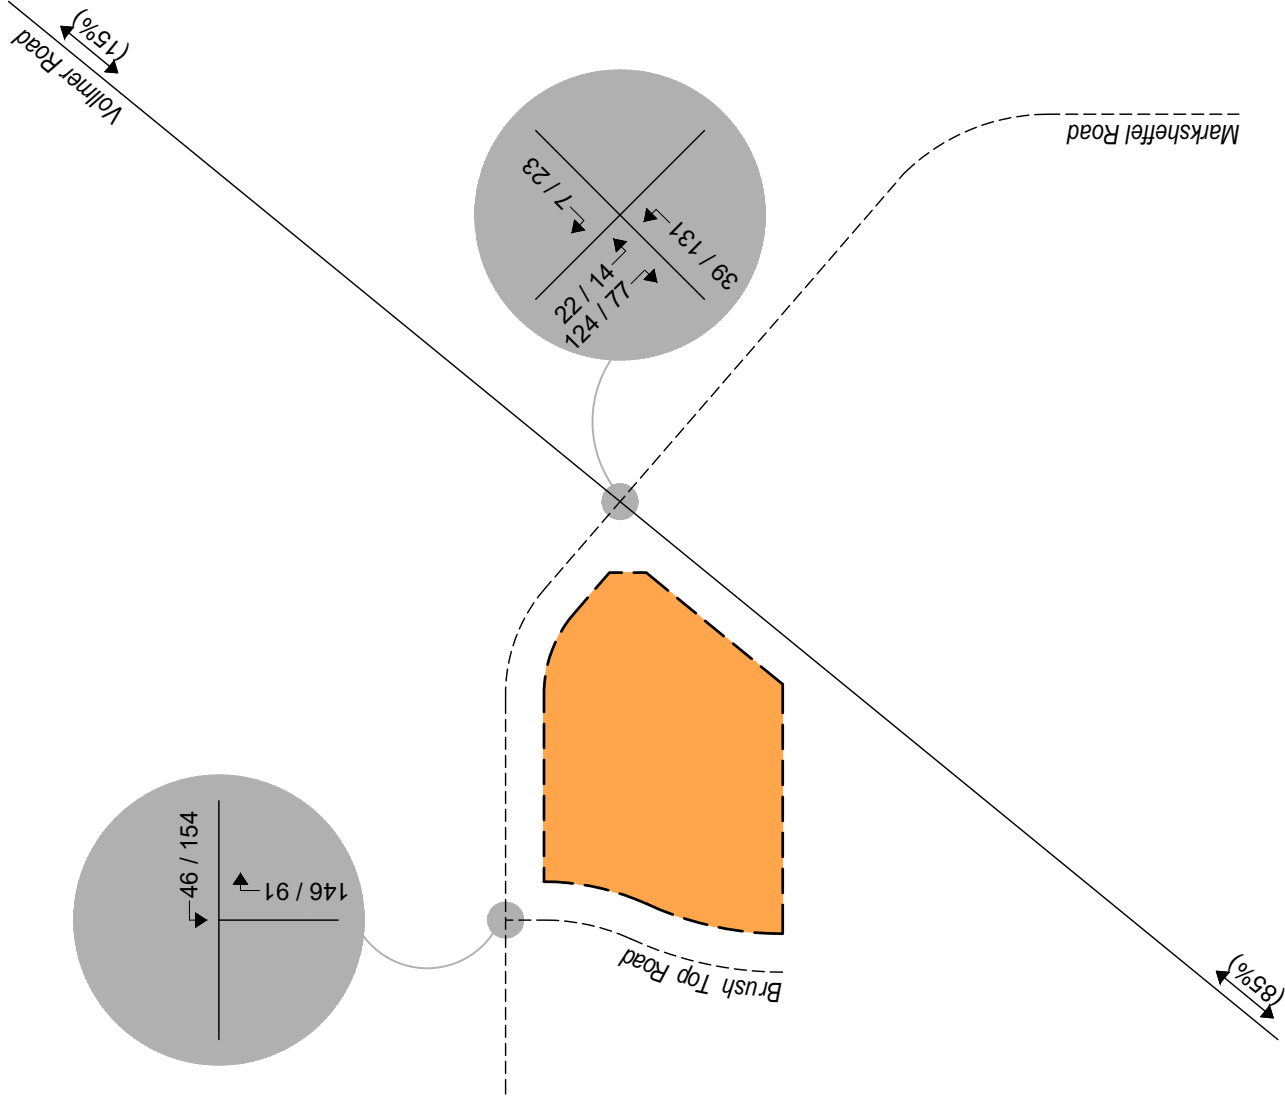 (15%)
Vollmer Road
Marksheffel Road
7 / 23
39 / 131
22 / 14
124 / 77
46 / 154
146 / 91
Brush Top Road
(85%)